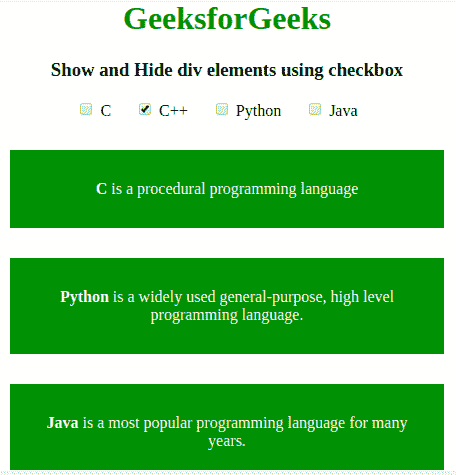 GeeksforGeeks
Show and Hide div elements using checkbox
C C++ Python Java
C is a procedural programming language
Python is a widely used general-purpose, high level
programming language.
Java is a most popular programming language for many
years.